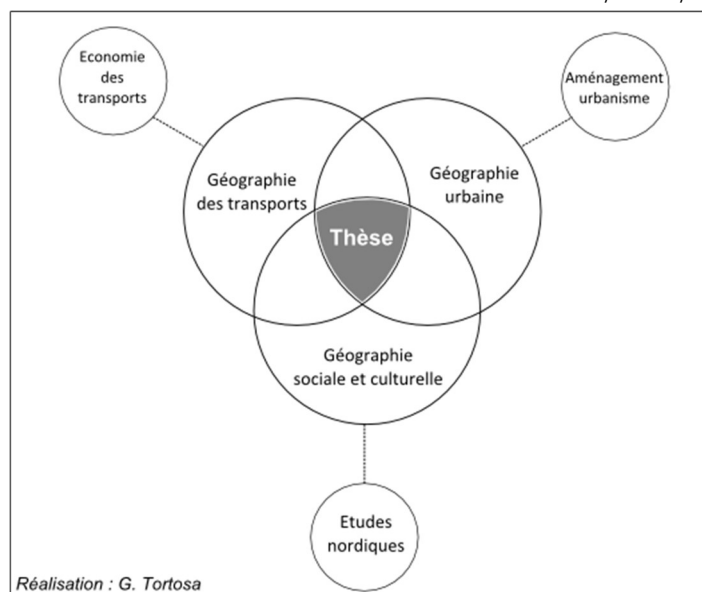 Economie
des
transports
Aménagement
urbanisme
Géographie
des transports
Géographie
urbaine
Thèse
Géographie
sociale et culturelle
Etudes
nordiques
Réalisation : G. Tortosa